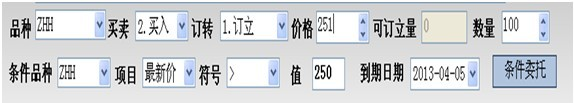 品种 ZHH 买卖 2.买入 订转 1.订立 价格 251 可订立量 0 数量 100
条件品种 ZHH 项目 最新价 符号 > 值 250 到期日期 2013-04-05 条件委托